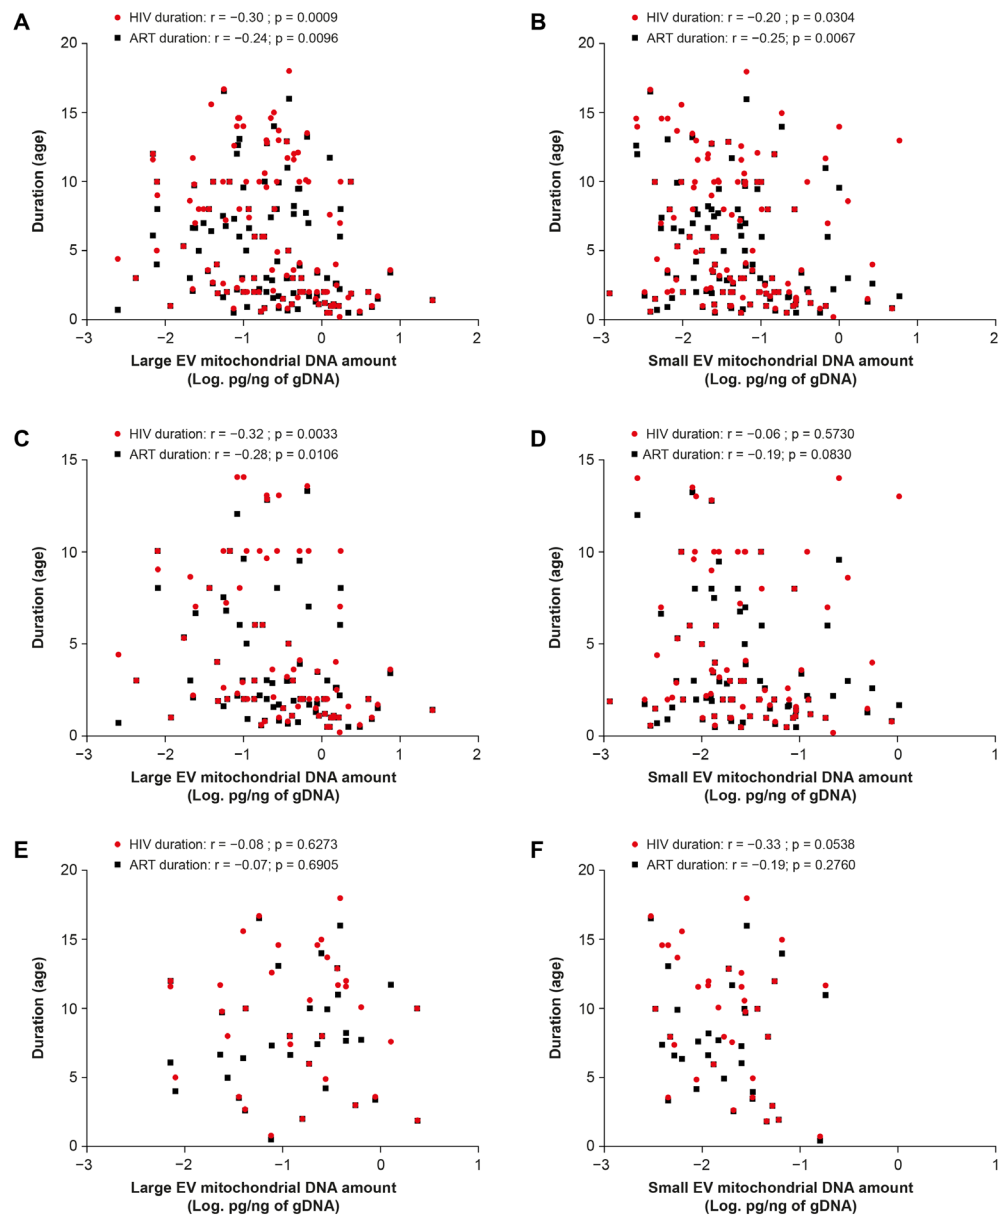 A
HIV duration: r = −0.30 ; p = 0.0009
ART duration: r = −0.24; p = 0.0096
20
15
10
5
0
Duration (age)
−3
−2
−1
0
1
2
Large EV mitochondrial DNA amount
(Log. pg/ng of gDNA)
B
HIV duration: r = −0.20 ; p = 0.0304
ART duration: r = −0.25; p = 0.0067
20
15
10
5
0
Duration (age)
−3
−2
−1
0
1
2
Small EV mitochondrial DNA amount
(Log. pg/ng of gDNA)
C
HIV duration: r = −0.32 ; p = 0.0033
ART duration: r = −0.28; p = 0.0106
15
10
5
0
Duration (age)
−3
−2
−1
0
1
2
Large EV mitochondrial DNA amount
(Log. pg/ng of gDNA)
D
HIV duration: r = −0.06 ; p = 0.5730
ART duration: r = −0.19; p = 0.0830
15
10
5
0
Duration (age)
−3
−2
−1
0
1
Small EV mitochondrial DNA amount
(Log. pg/ng of gDNA)
E
HIV duration: r = −0.08 ; p = 0.6273
ART duration: r = −0.07; p = 0.6905
20
15
10
5
0
Duration (age)
−3
−2
−1
0
1
Large EV mitochondrial DNA amount
(Log. pg/ng of gDNA)
F
HIV duration: r = −0.33 ; p = 0.0538
ART duration: r = −0.19; p = 0.2760
20
15
10
5
0
Duration (age)
−3
−2
−1
0
1
Small EV mitochondrial DNA amount
(Log. pg/ng of gDNA)